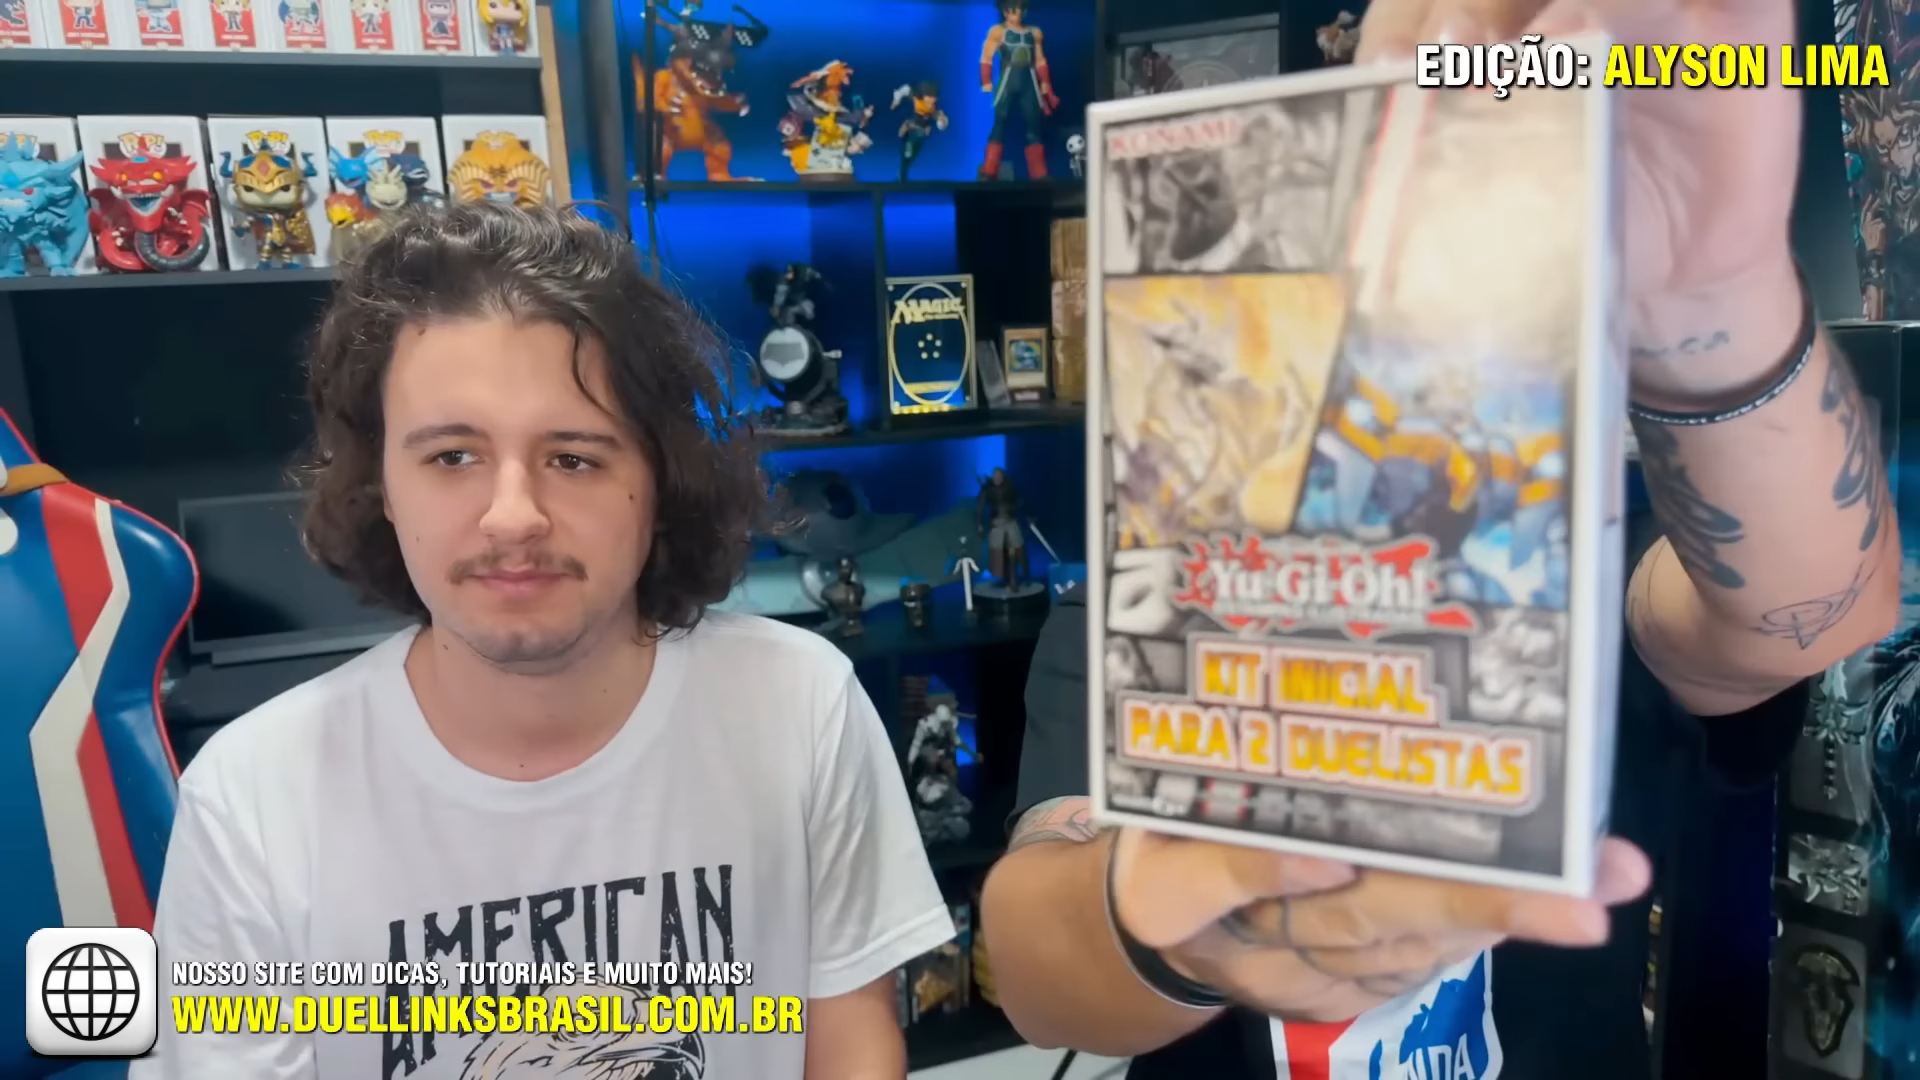 EDIÇÃO: ALYSON LIMA
KONAMI
MAGIC
Yu-Gi-Oh!
KIT INICIAL
PARA 2 DUELISTAS
AMERICAN
NOSSO SITE COM DICAS, TUTORIAIS E MUITO MAIS!
WWW.DUELLINKSBRASIL.COM.BR